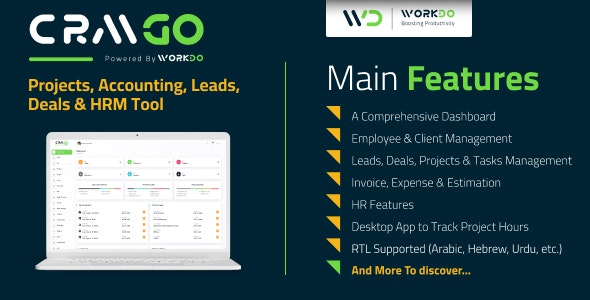 CRMGO
Powered By WORKDO
Projects, Accounting, Leads,
Deals & HRM Tool
WORKDO
Boosting Productivity
Main Features
A Comprehensive Dashboard
Employee & Client Management
Leads, Deals, Projects & Tasks Management
Invoice, Expense & Estimation
HR Features
Desktop App to Track Project Hours
RTL Supported (Arabic, Hebrew, Urdu, etc.)
And More To discover...